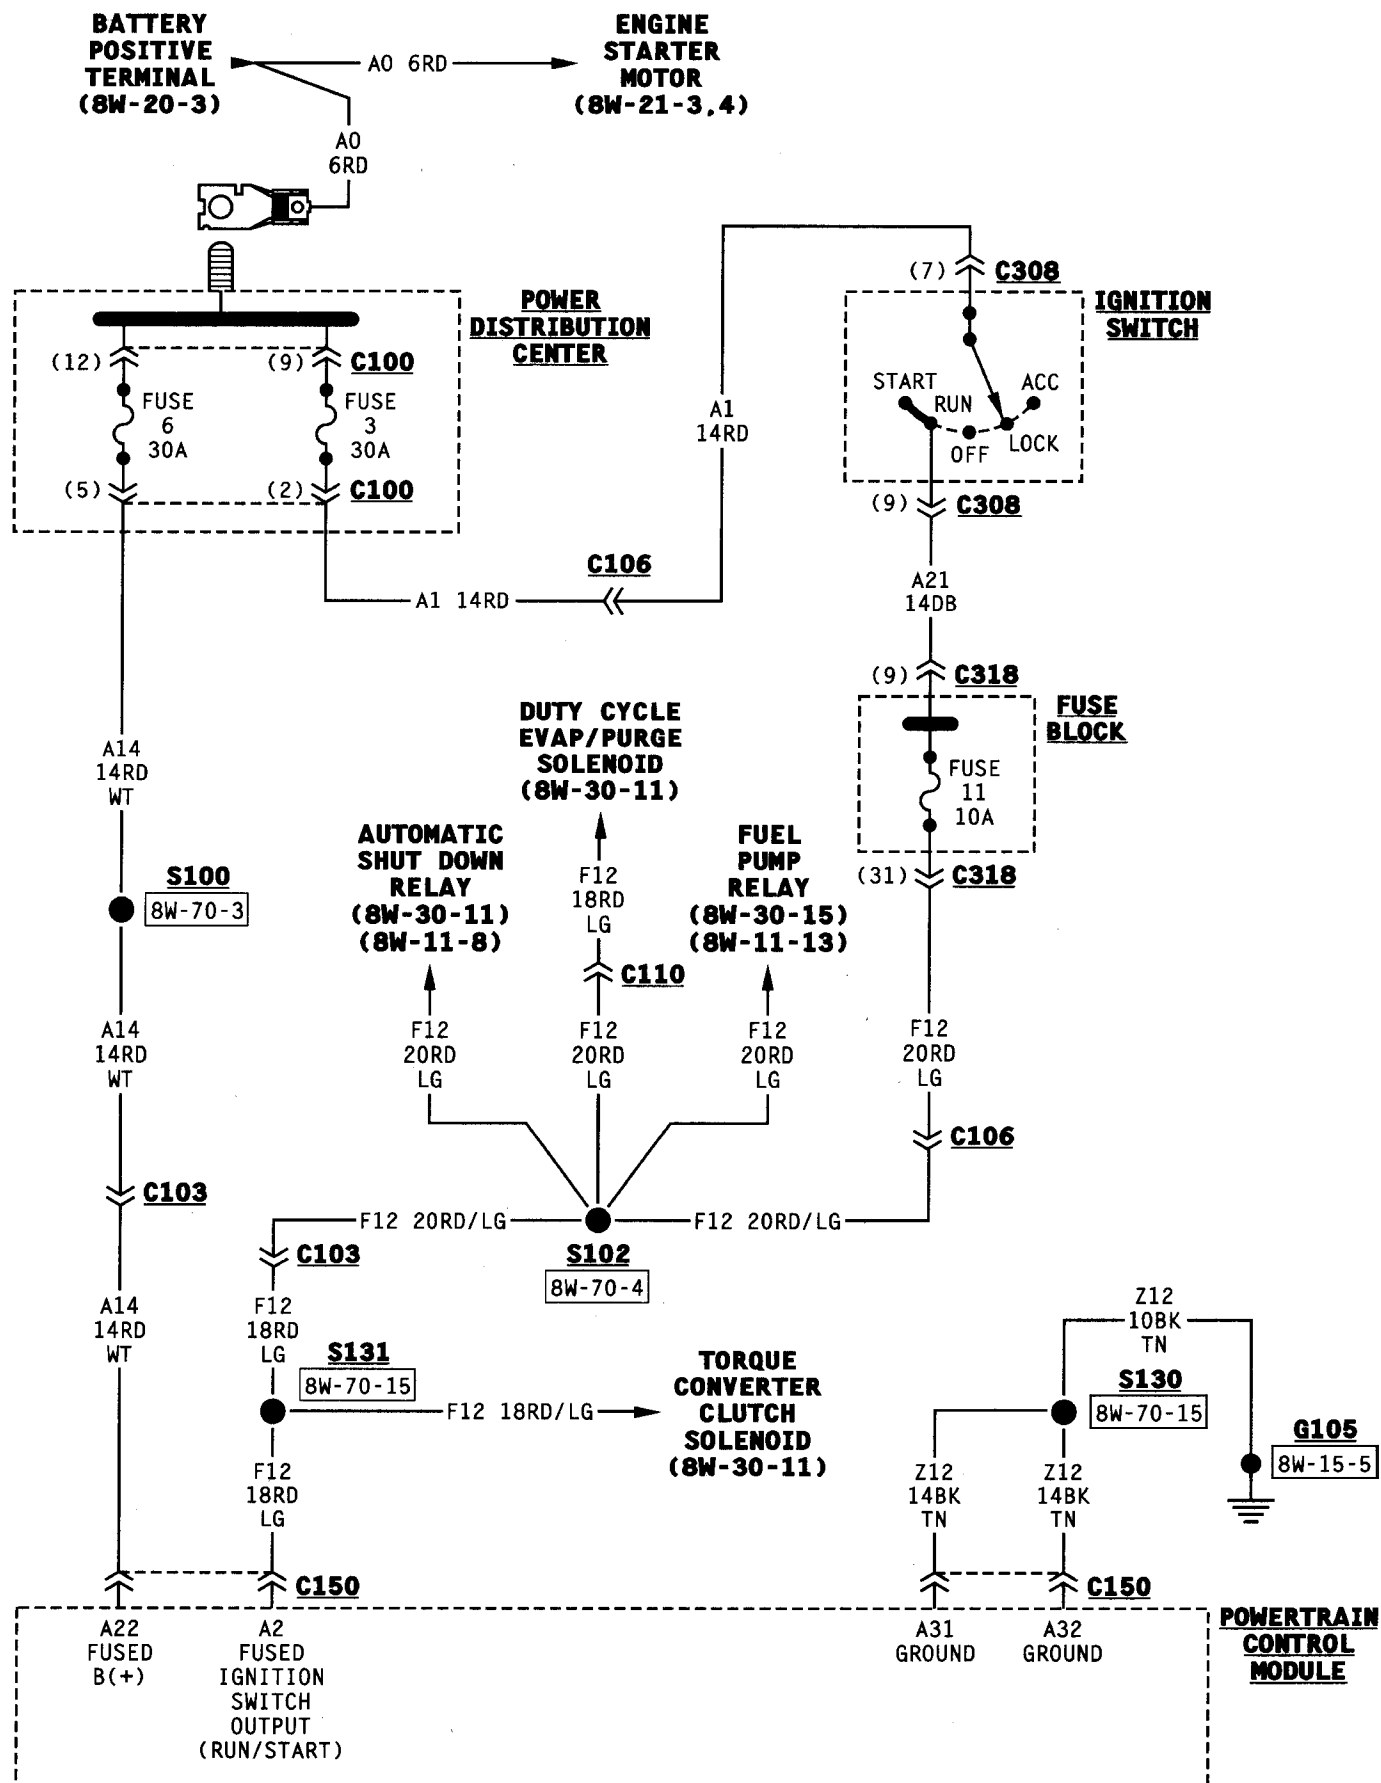 BATTERY
POSITIVE
TERMINAL
(8W-20-3)
A0 6RD
ENGINE
STARTER
MOTOR
(8W-21-3,4)
A0
6RD
POWER
DISTRIBUTION
CENTER
(12)
(9)
C100
FUSE
6
30A
FUSE
3
30A
(5)
(2)
C100
(7)
C308
IGNITION
SWITCH
START
RUN
OFF
LOCK
ACC
A1
14RD
(9)
C308
C106
A1 14RD
A21
14DB
(9)
C318
FUSE
BLOCK
FUSE
11
10A
(31)
C318
A14
14RD
WT
DUTY CYCLE
EVAP/PURGE
SOLENOID
(8W-30-11)
AUTOMATIC
SHUT DOWN
RELAY
(8W-30-11)
(8W-11-8)
F12
18RD
LG
C110
FUEL
PUMP
RELAY
(8W-30-15)
(8W-11-13)
S100
8W-70-3
A14
14RD
WT
F12
20RD
LG
F12
20RD
LG
F12
20RD
LG
F12
20RD
LG
C106
C103
F12 20RD/LG
F12 20RD/LG
S102
8W-70-4
C103
A14
14RD
WT
F12
18RD
LG
S131
8W-70-15
F12 18RD/LG
TORQUE
CONVERTER
CLUTCH
SOLENOID
(8W-30-11)
Z12
10BK
TN
S130
8W-70-15
G105
8W-15-5
F12
18RD
LG
Z12
14BK
TN
Z12
14BK
TN
C150
C150
A22
FUSED
B(+)
A2
FUSED
IGNITION
SWITCH
OUTPUT
(RUN/START)
A31
GROUND
A32
GROUND
POWERTRAIN
CONTROL
MODULE